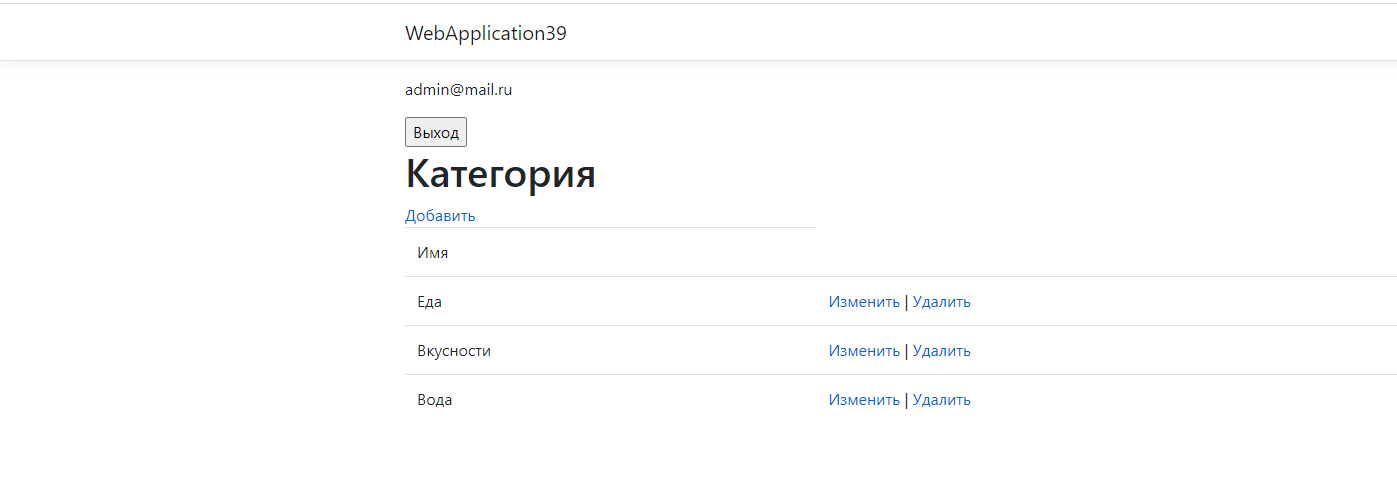 WebApplication39
admin@mail.ru
Выход
Категория
Добавить
Имя
Еда Изменить | Удалить
Вкусности Изменить | Удалить
Вода Изменить | Удалить